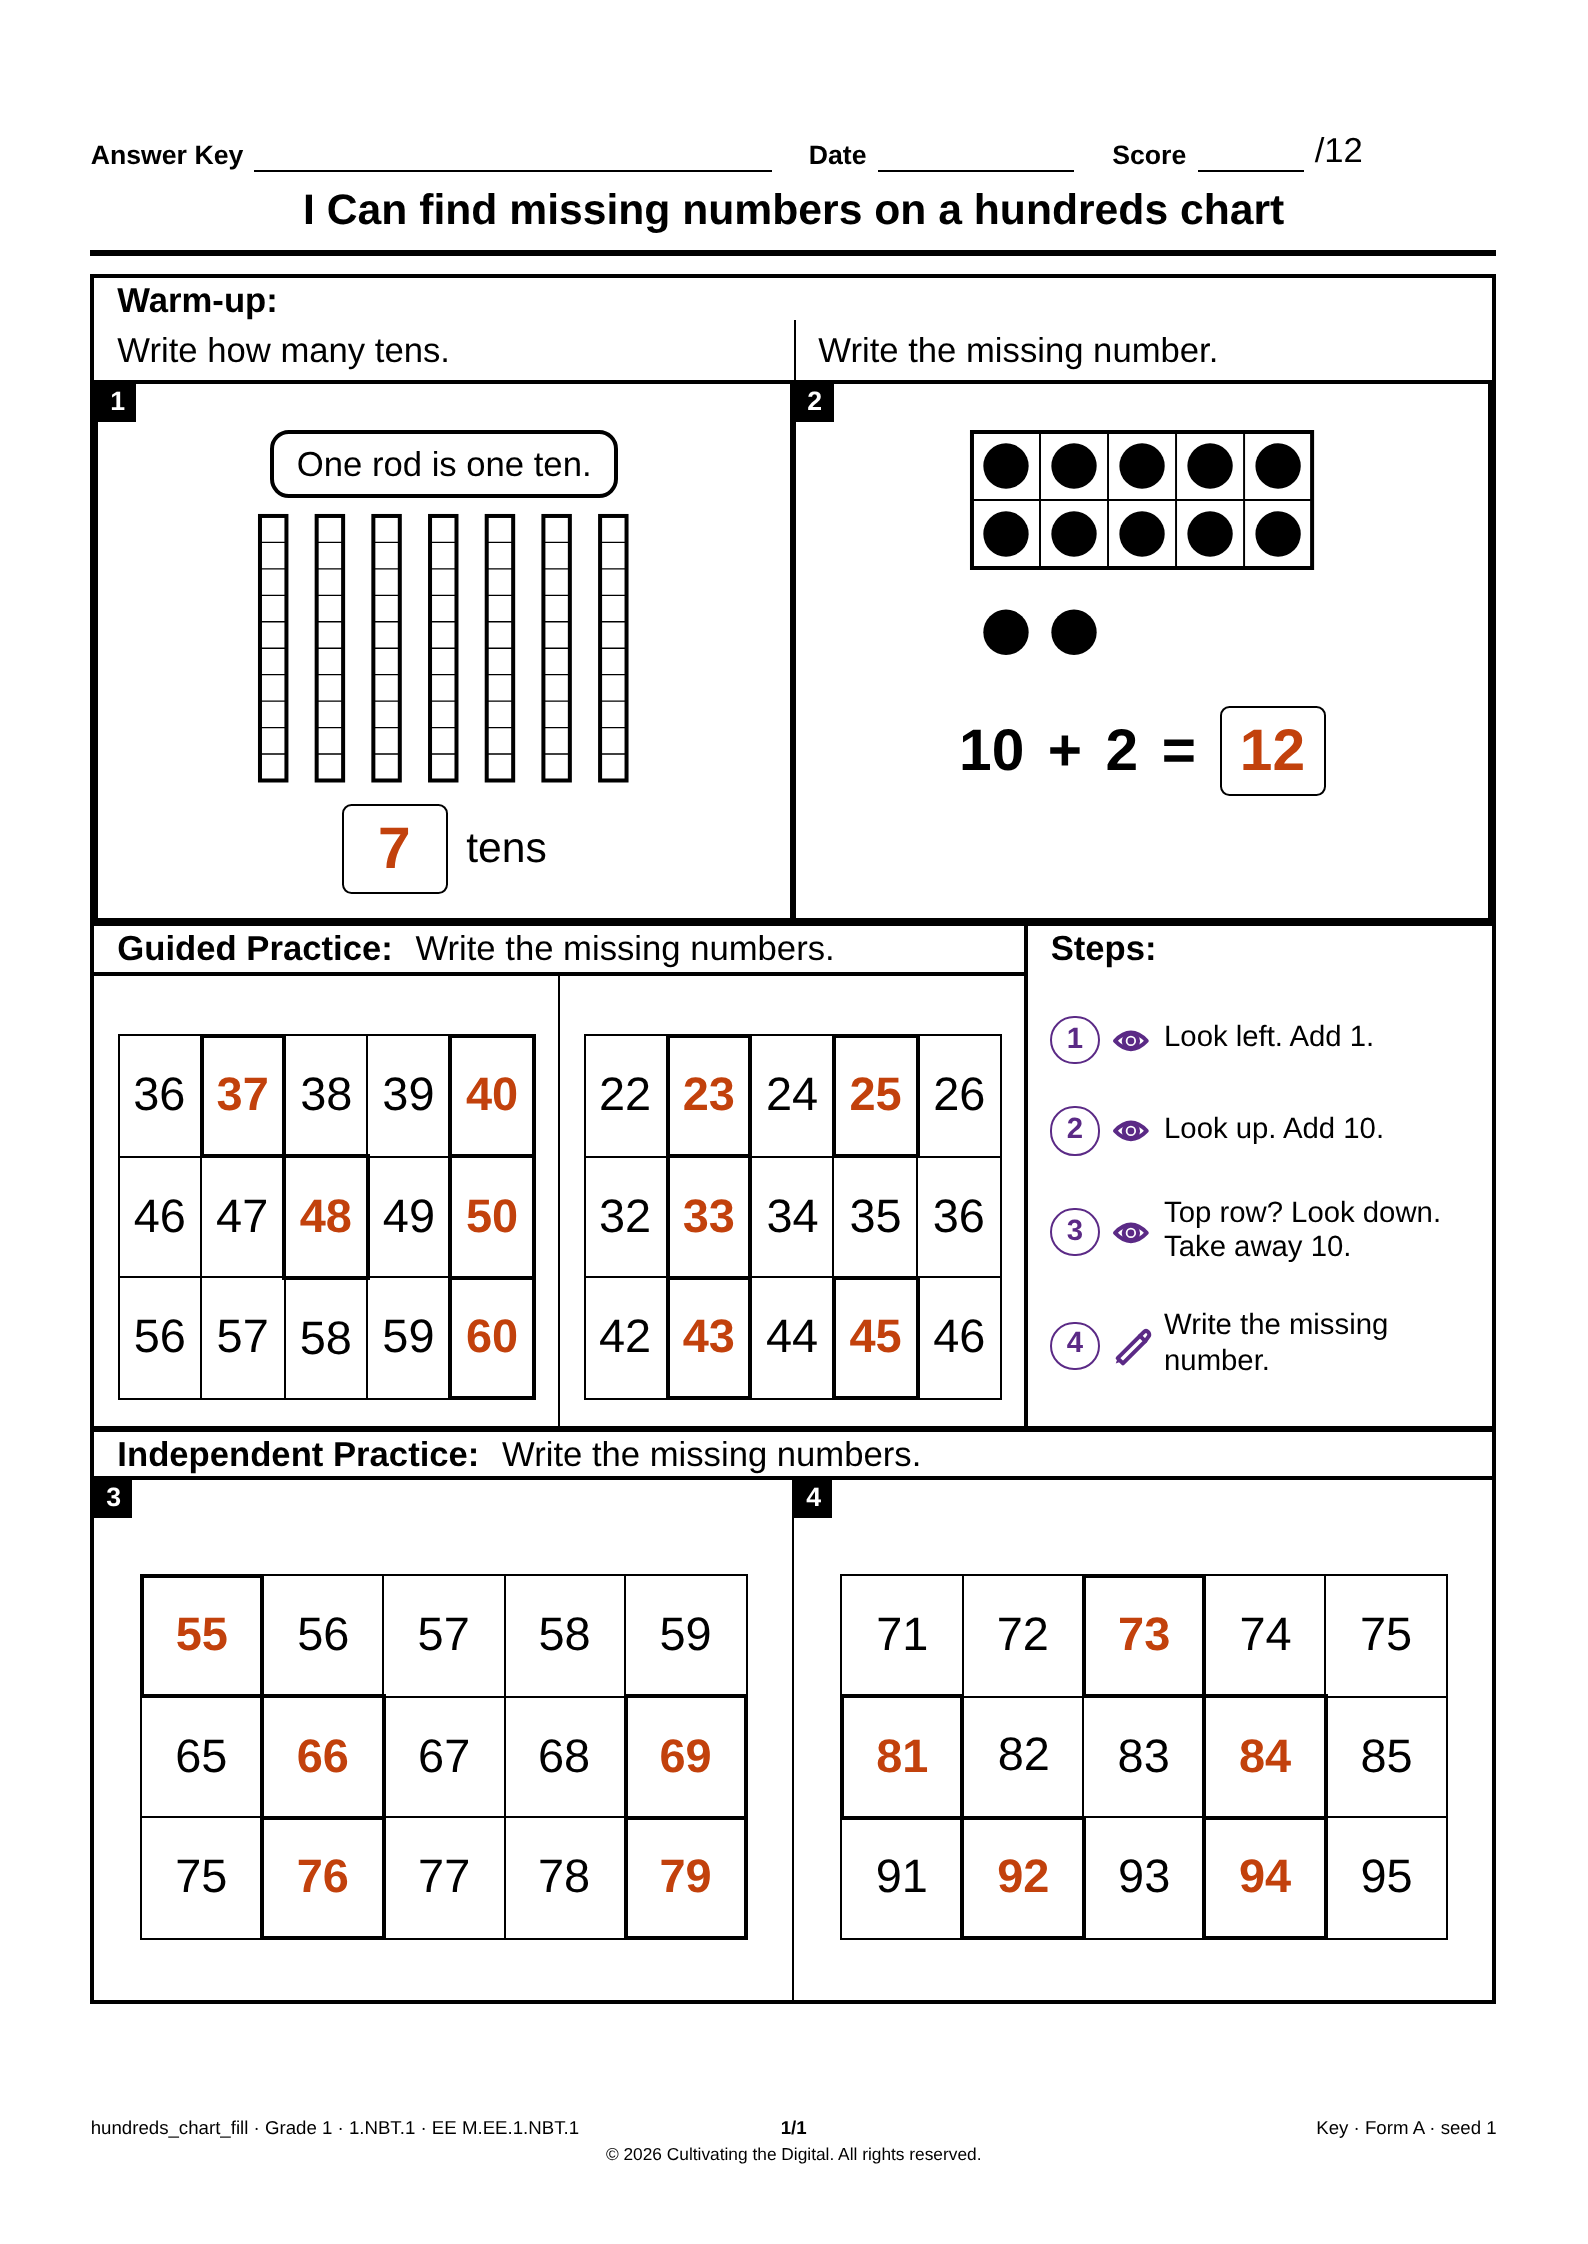 Answer Key Date Score /12
I Can find missing numbers on a hundreds chart
Warm-up:
Write how many tens.
Write the missing number.
1
One rod is one ten.
7 tens
2
10 + 2 = 12
Guided Practice: Write the missing numbers.
36 37 38 39 40
46 47 48 49 50
56 57 58 59 60
22 23 24 25 26
32 33 34 35 36
42 43 44 45 46
Steps:
1 Look left. Add 1.
2 Look up. Add 10.
3 Top row? Look down.
Take away 10.
4 Write the missing
number.
Independent Practice: Write the missing numbers.
3
55 56 57 58 59
65 66 67 68 69
75 76 77 78 79
4
71 72 73 74 75
81 82 83 84 85
91 92 93 94 95
hundreds_chart_fill · Grade 1 · 1.NBT.1 · EE M.EE.1.NBT.1 1/1 Key · Form A · seed 1
© 2026 Cultivating the Digital. All rights reserved.